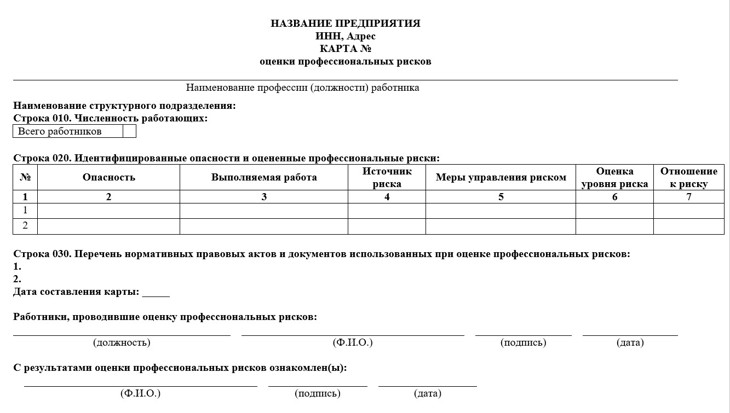 НАЗВАНИЕ ПРЕДПРИЯТИЯ
ИНН, Адрес
КАРТА №
оценки профессиональных рисков
Наименование профессии (должности) работника
Наименование структурного подразделения:
Строка 010. Численность работающих:
Всего работников
Строка 020. Идентифицированные опасности и оцененные профессиональные риски:
№ Опасность Выполняемая работа Источник риска Меры управления риском Оценка уровня риска Отношение к риску
1 2 3 4 5 6 7
1
2
Строка 030. Перечень нормативных правовых актов и документов использованных при оценке профессиональных рисков:
1.
2.
Дата составления карты: _____
Работники, проводившие оценку профессиональных рисков:
(должность) (Ф.И.О.) (подпись) (дата)
С результатами оценки профессиональных рисков ознакомлен(ы):
(Ф.И.О.) (подпись) (дата)